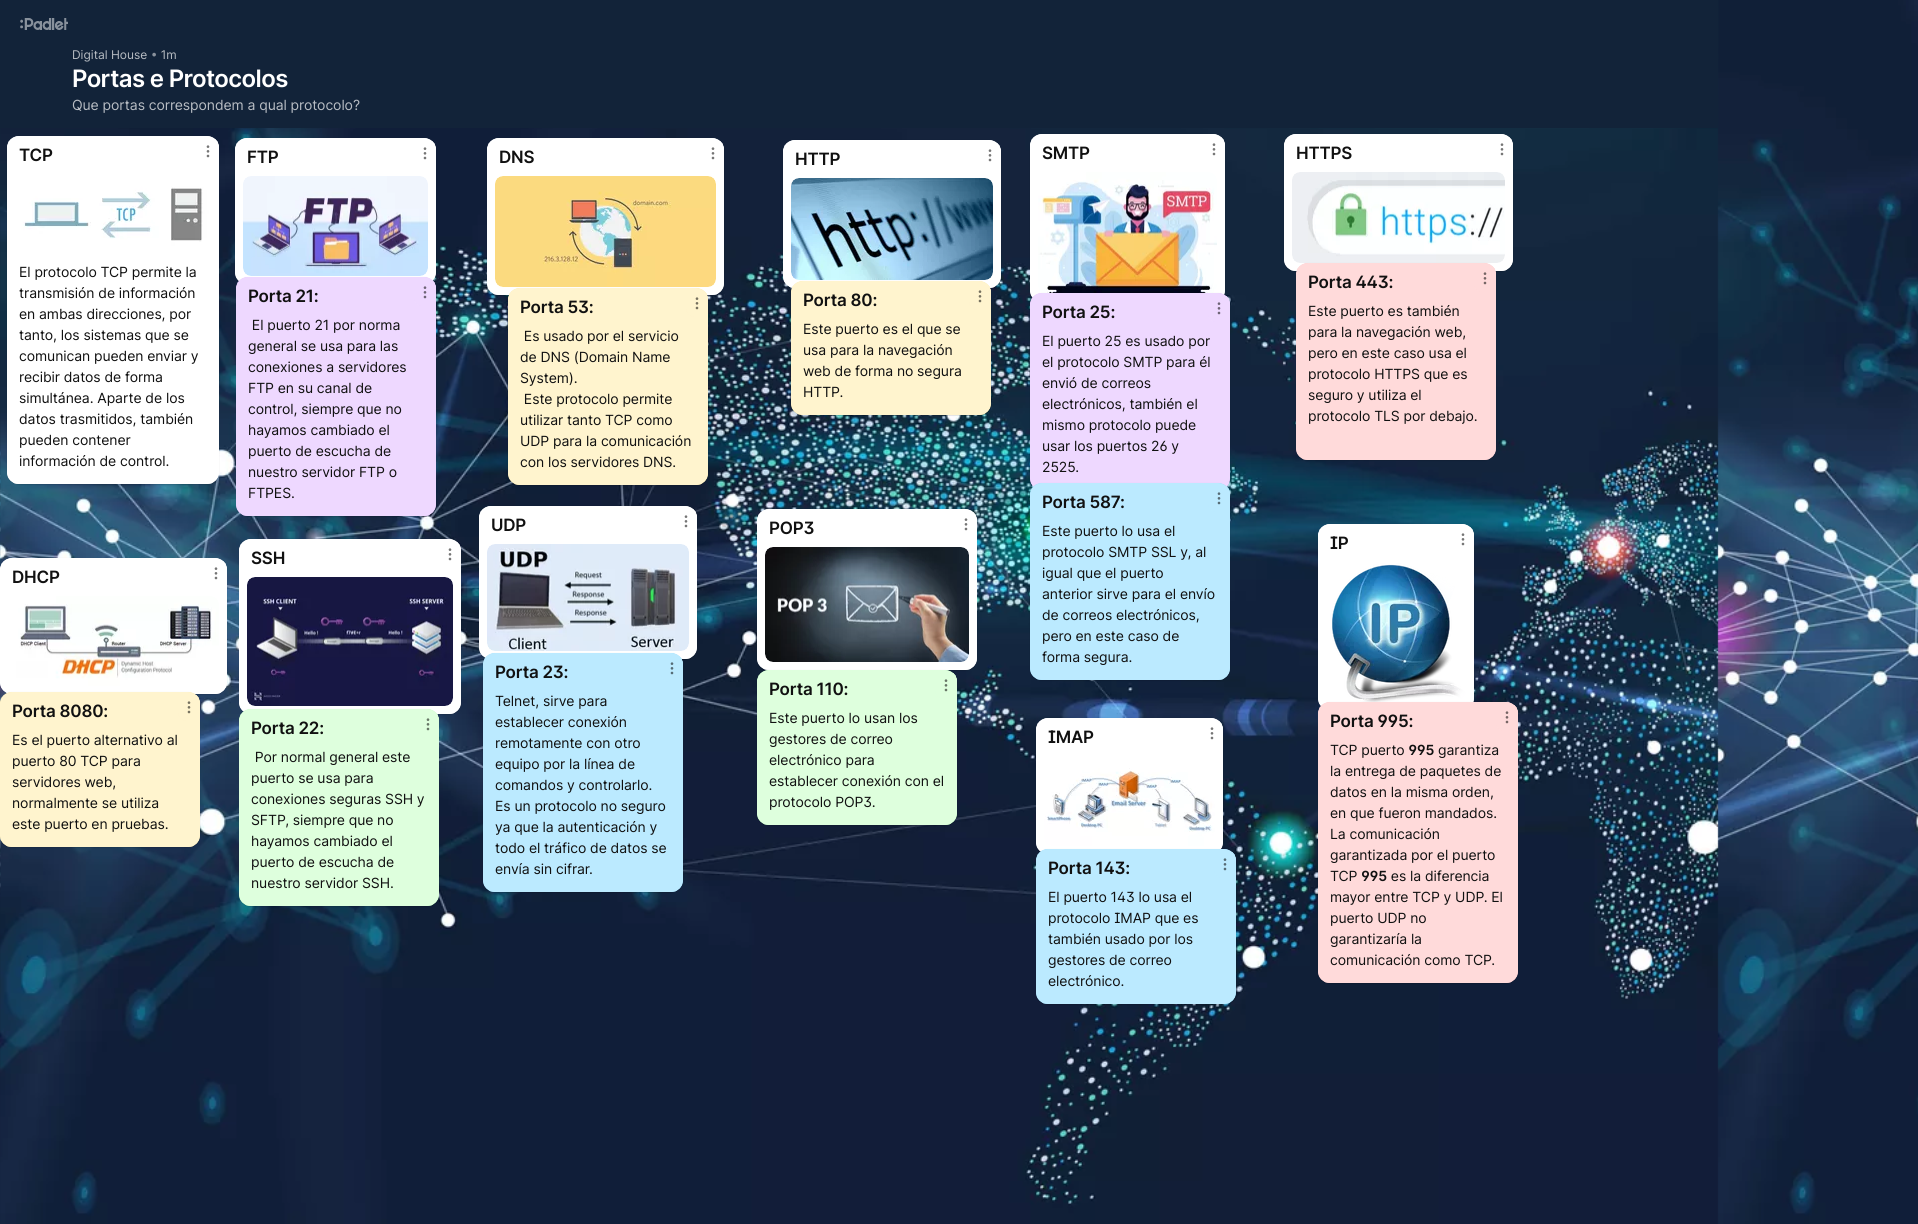 :Padlet
Digital House • 1m
Portas e Protocolos
Que portas correspondem a qual protocolo?
TCP
TCP
El protocolo TCP permite la
transmisión de información
en ambas direcciones, por
tanto, los sistemas que se
comunican pueden enviar y
recibir datos de forma
simultánea. Aparte de los
datos trasmitidos, también
pueden contener
información de control.
FTP
FTP
Porta 21:
El puerto 21 por norma
general se usa para las
conexiones a servidores
FTP en su canal de
control, siempre que no
hayamos cambiado el
puerto de escucha de
nuestro servidor FTP o
FTPES.
DNS
domain.com
216.3.128.12
Porta 53:
Es usado por el servicio
de DNS (Domain Name
System).
Este protocolo permite
utilizar tanto TCP como
UDP para la comunicación
con los servidores DNS.
HTTP
http://www
Porta 80:
Este puerto es el que se
usa para la navegación
web de forma no segura
HTTP.
SMTP
SMTP
Porta 25:
El puerto 25 es usado por
el protocolo SMTP para él
envió de correos
electrónicos, también el
mismo protocolo puede
usar los puertos 26 y
2525.
Porta 587:
Este puerto lo usa el
protocolo SMTP SSL y, al
igual que el puerto
anterior sirve para el envío
de correos electrónicos,
pero en este caso de
forma segura.
HTTPS
https://
Porta 443:
Este puerto es también
para la navegación web,
pero en este caso usa el
protocolo HTTPS que es
seguro y utiliza el
protocolo TLS por debajo.
DHCP
DHCP Client
Router
DHCP Server
DHCP
Dynamic Host
Configuration Protocol
Porta 8080:
Es el puerto alternativo al
puerto 80 TCP para
servidores web,
normalmente se utiliza
este puerto en pruebas.
SSH
SSH CLIENT
SSH SERVER
Hello !
Hello !
Porta 22:
Por normal general este
puerto se usa para
conexiones seguras SSH y
SFTP, siempre que no
hayamos cambiado el
puerto de escucha de
nuestro servidor SSH.
UDP
UDP
Request
Response
Response
Client
Server
Porta 23:
Telnet, sirve para
establecer conexión
remotamente con otro
equipo por la línea de
comandos y controlarlo.
Es un protocolo no seguro
ya que la autenticación y
todo el tráfico de datos se
envía sin cifrar.
POP3
POP 3
Porta 110:
Este puerto lo usan los
gestores de correo
electrónico para
establecer conexión con el
protocolo POP3.
IMAP
IMAP
IMAP
IMAP
IMAP
Email Server
Smartphone
Desktop PC
Tablet
Desktop PC
Porta 143:
El puerto 143 lo usa el
protocolo IMAP que es
también usado por los
gestores de correo
electrónico.
IP
IP
Porta 995:
TCP puerto 995 garantiza
la entrega de paquetes de
datos en la misma orden,
en que fueron mandados.
La comunicación
garantizada por el puerto
TCP 995 es la diferencia
mayor entre TCP y UDP. El
puerto UDP no
garantizaría la
comunicación como TCP.